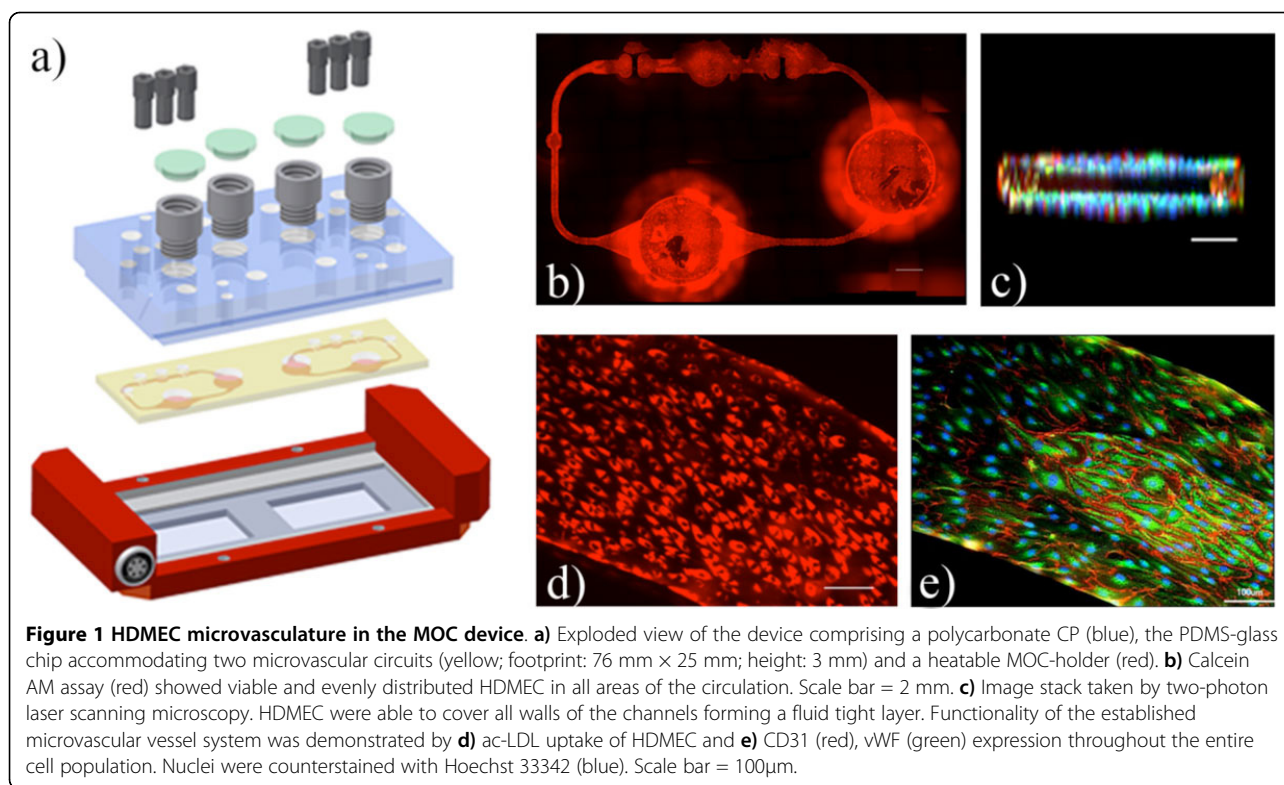 a)
b)
c)
d)
e)
100µm
Figure 1 HDMEC microvasculature in the MOC device. a) Exploded view of the device comprising a polycarbonate CP (blue), the PDMS-glass
chip accommodating two microvascular circuits (yellow; footprint: 76 mm × 25 mm; height: 3 mm) and a heatable MOC-holder (red). b) Calcein
AM assay (red) showed viable and evenly distributed HDMEC in all areas of the circulation. Scale bar = 2 mm. c) Image stack taken by two-photon
laser scanning microscopy. HDMEC were able to cover all walls of the channels forming a fluid tight layer. Functionality of the established
microvascular vessel system was demonstrated by d) ac-LDL uptake of HDMEC and e) CD31 (red), vWF (green) expression throughout the entire
cell population. Nuclei were counterstained with Hoechst 33342 (blue). Scale bar = 100µm.